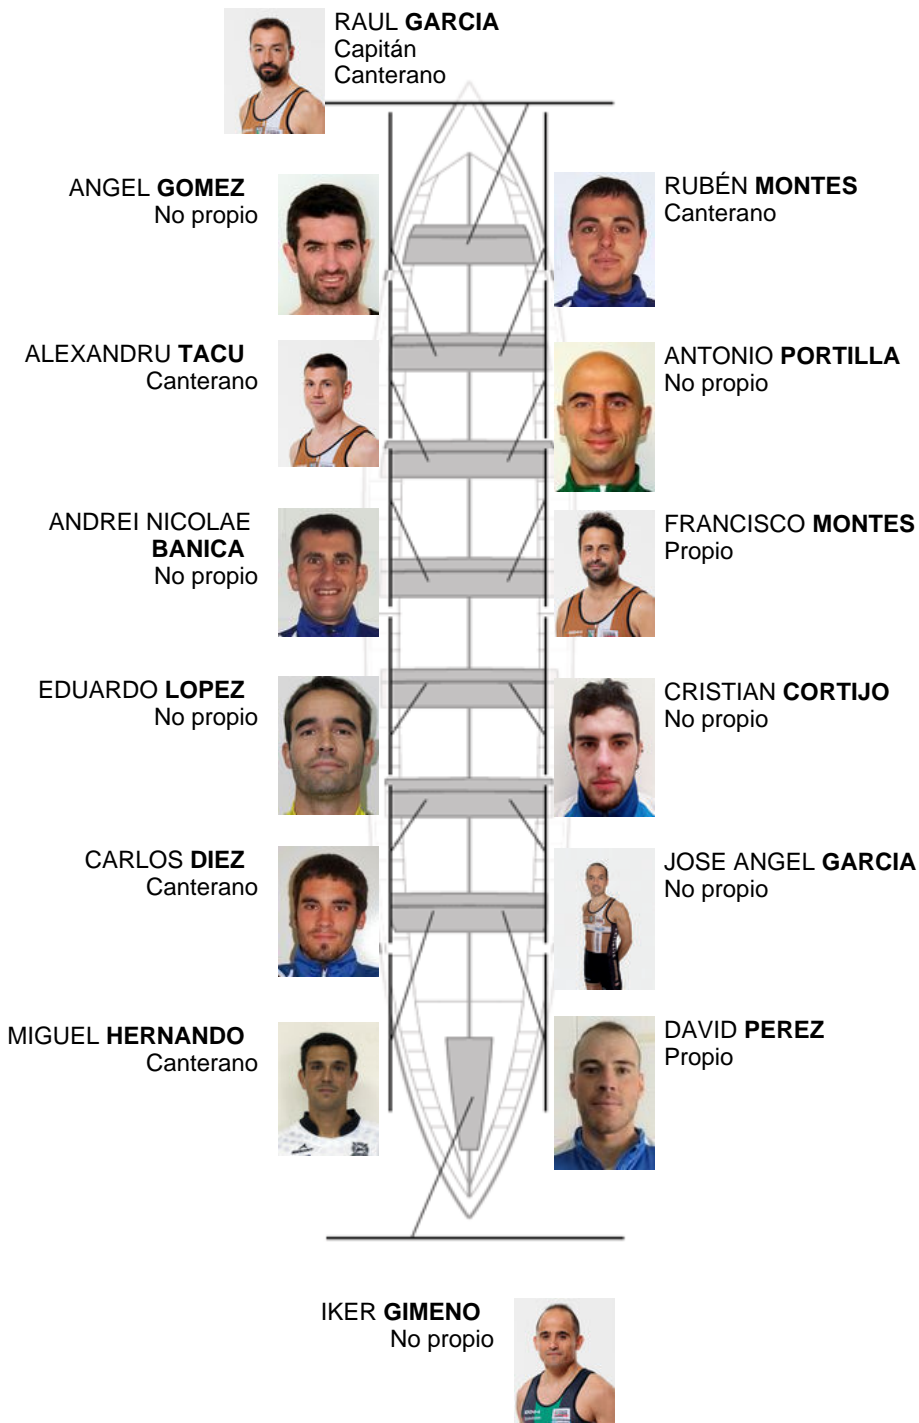 RAUL GARCIA
Capitán
Canterano
ANGEL GOMEZ
No propio
RUBÉN MONTES
Canterano
ALEXANDRU TACU
Canterano
ANTONIO PORTILLA
No propio
ANDREI NICOLAE
BANICA
No propio
FRANCISCO MONTES
Propio
EDUARDO LOPEZ
No propio
CRISTIAN CORTIJO
No propio
CARLOS DIEZ
Canterano
JOSE ANGEL GARCIA
No propio
MIGUEL HERNANDO
Canterano
DAVID PEREZ
Propio
IKER GIMENO
No propio